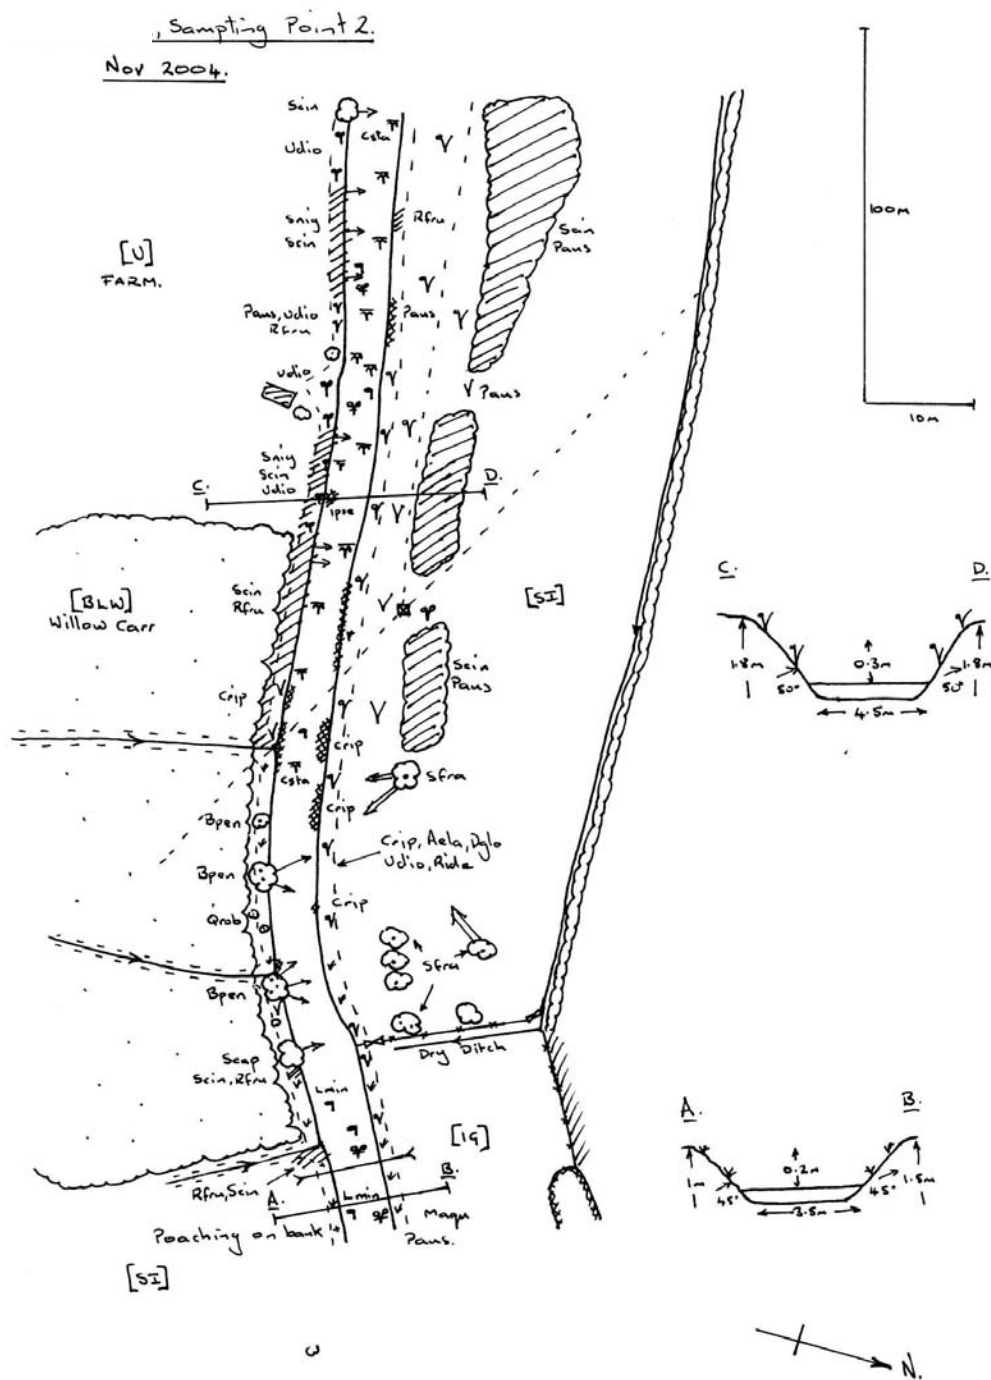 , Sampling Point 2.
Nov 2004.
Scin
Csta
Udio
100m
Snig
Scin
Rfru
Scin
Paus
[U]
FARM.
Paus, Udio
Rfru
Paus
Udio
Paus
10m
Snig
Scin
Udio
C.
D.
ipse
[BLW]
Willow Carr
Scin
Rfru
[SI]
C.
D.
1.8m
0.3m
1.8m
50°
50°
4.5m
Scin
Paus
Crip
Crip
Csta
Sfra
Crip
Bpen
Crip, Aela, Dglo
Udio, Ride
Bpen
Crip
Qrob
Sfra
Bpen
Dry Ditch
Scap
Scin, Rfru
Lmin
[IG]
A.
B.
1m
0.2m
1.5m
45°
45°
3.5m
Rfru, Scin
A.
B.
Lmin
Maqu
Paus.
Poaching on bank
[SI]
3
N.